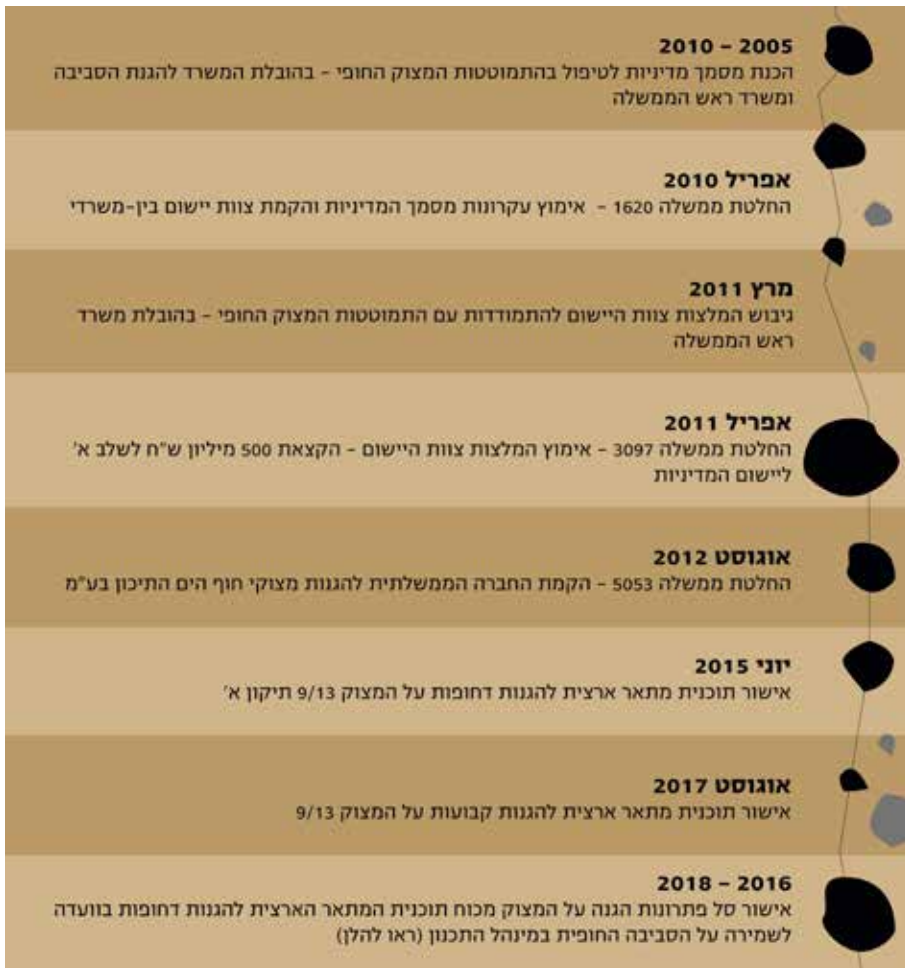 2010 – 2005
הכנת מסמך מדיניות לטיפול בהתמוטטות המצוק החופי – בהובלת המשרד להגנת הסביבה
ומשרד ראש הממשלה
אפריל 2010
החלטת ממשלה 1620 – אימוץ עקרונות מסמך המדיניות והקמת צוות יישום בין-משרדי
מרץ 2011
גיבוש המלצות צוות היישום להתמודדות עם התמוטטות המצוק החופי – בהובלת משרד
ראש הממשלה
אפריל 2011
החלטת ממשלה 3097 – אימוץ המלצות צוות היישום – הקצאת 500 מיליון ש"ח לשלב א'
ליישום המדיניות
אוגוסט 2012
החלטת ממשלה 5053 – הקמת החברה הממשלתית להגנות מצוקי חוף הים התיכון בע"מ
יוני 2015
אישור תוכנית מתאר ארצית להגנות דחופות על המצוק 9/13 תיקון א'
אוגוסט 2017
אישור תוכנית מתאר ארצית להגנות קבועות על המצוק 9/13
2018 – 2016
אישור סל פתרונות הגנה על המצוק מכוח תוכנית המתאר הארצית להגנות דחופות בוועדה
לשמירה על הסביבה החופית במינהל התכנון (ראו להלן)